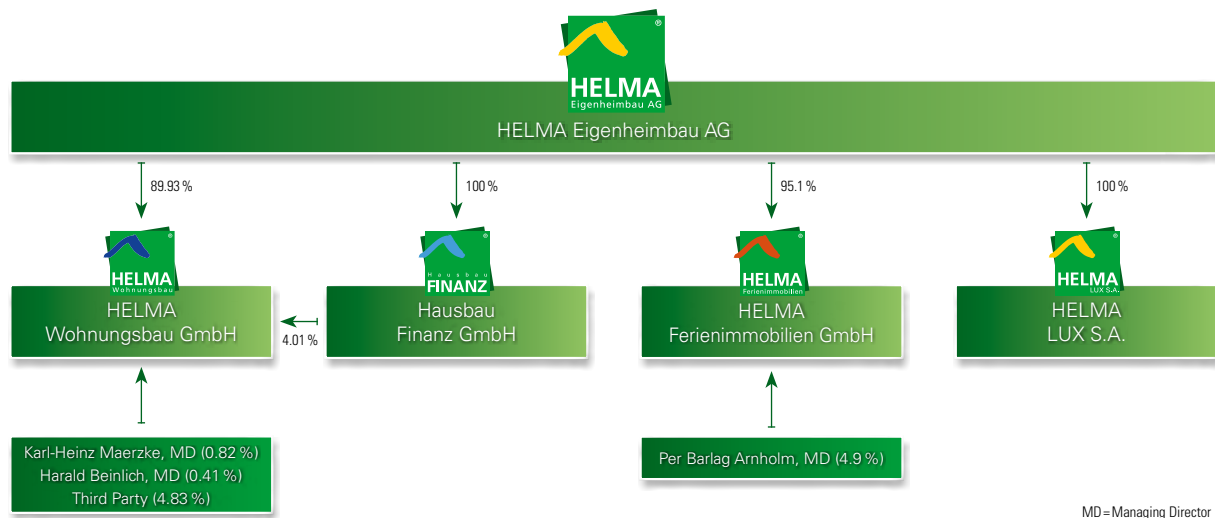 ®
HELMA
Eigenheimbau AG
HELMA Eigenheimbau AG
89.93 %
100 %
95.1 %
100 %
®
HELMA
Wohnungsbau
HELMA
Wohnungsbau GmbH
4.01 %
®
Hausbau
FINANZ
Hausbau
Finanz GmbH
®
HELMA
Ferienimmobilien
HELMA
Ferienimmobilien GmbH
®
HELMA
LUX S.A.
HELMA
LUX S.A.
Karl-Heinz Maerzke, MD (0.82 %)
Harald Beinlich, MD (0.41 %)
Third Party (4.83 %)
Per Barlag Arnholm, MD (4.9 %)
MD = Managing Director